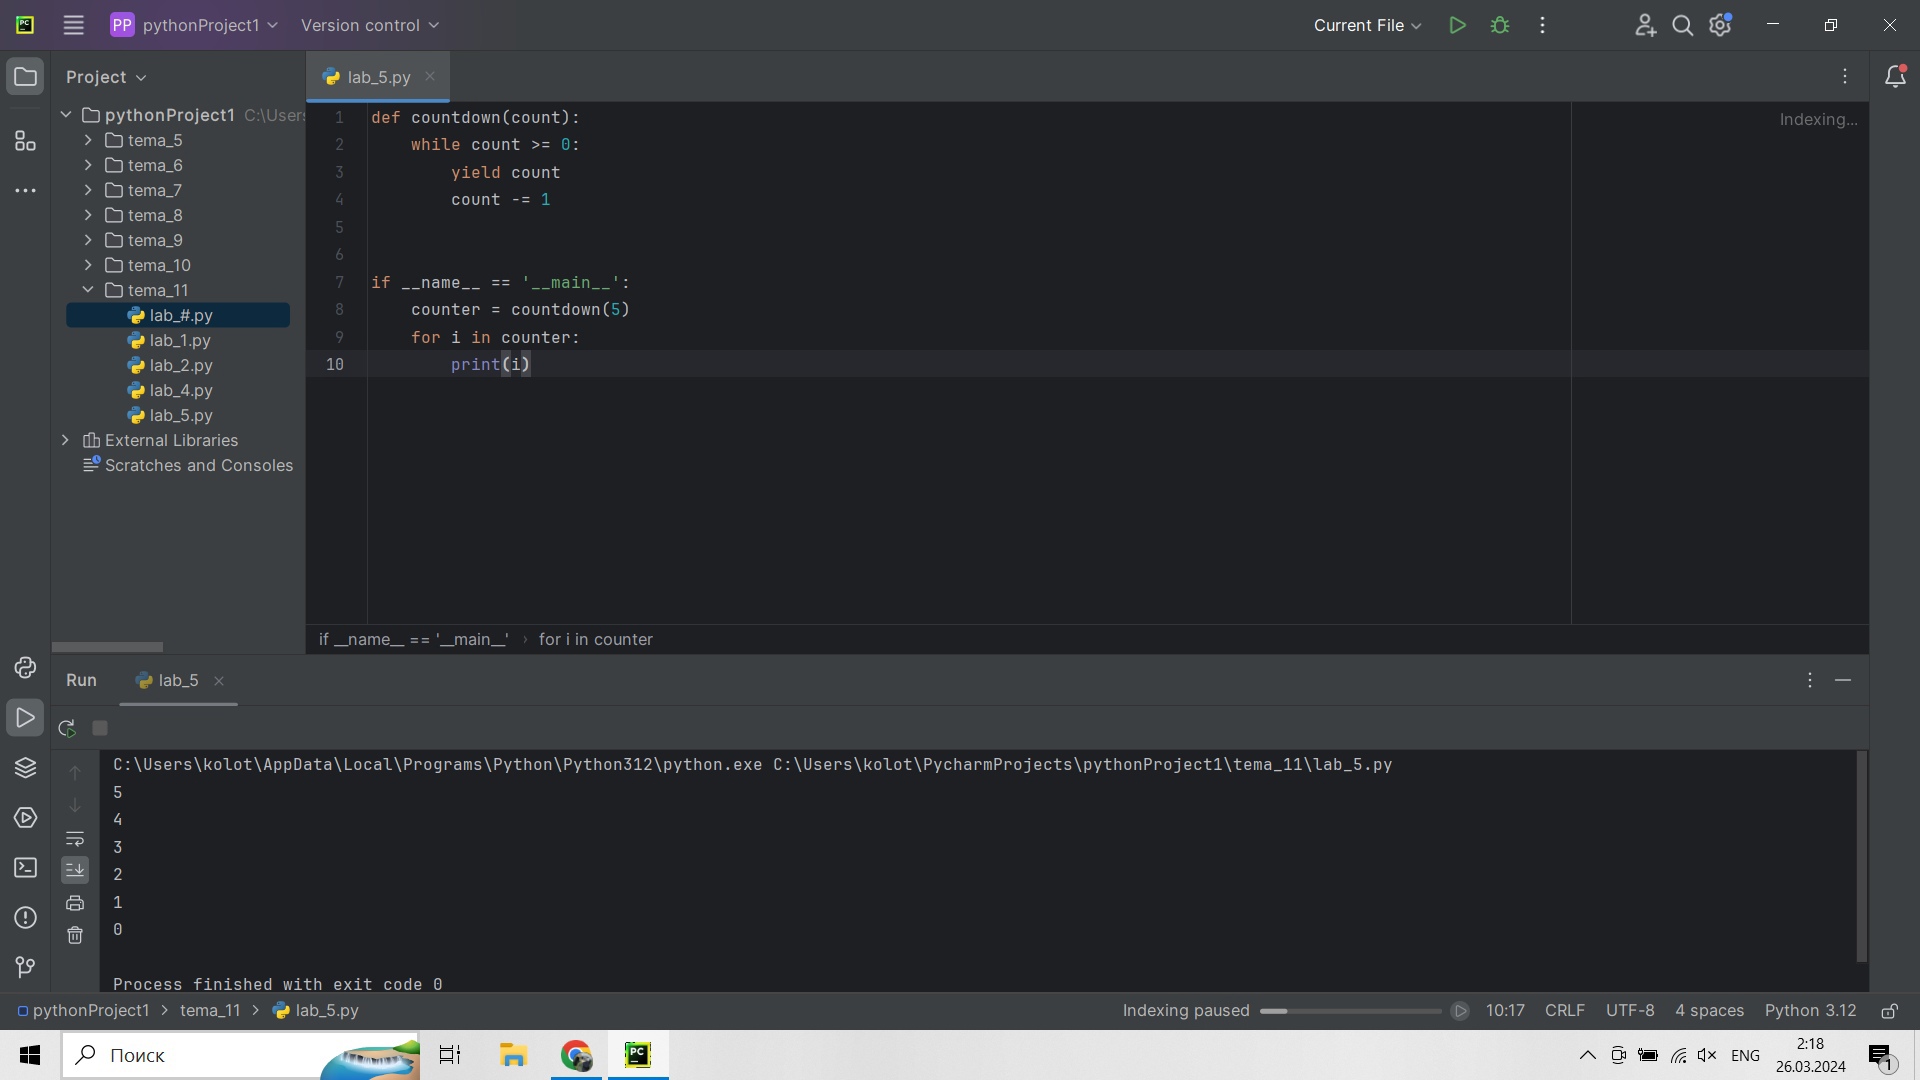 PC
PP pythonProject1 Version control Current File
Project
lab_5.py
pythonProject1 C:\Users
tema_5
tema_6
tema_7
tema_8
tema_9
tema_10
tema_11
lab_#.py
lab_1.py
lab_2.py
lab_4.py
lab_5.py
External Libraries
Scratches and Consoles
Indexing...
1 def countdown(count):
2     while count >= 0:
3         yield count
4         count -= 1
5
6
7 if __name__ == '__main__':
8     counter = countdown(5)
9     for i in counter:
10         print(i)
if __name__ == '__main__' › for i in counter
Run lab_5
C:\Users\kolot\AppData\Local\Programs\Python\Python312\python.exe C:\Users\kolot\PycharmProjects\pythonProject1\tema_11\lab_5.py
5
4
3
2
1
0
Process finished with exit code 0
pythonProject1 > tema_11 > lab_5.py Indexing paused 10:17 CRLF UTF-8 4 spaces Python 3.12
Поиск PC ENG 2:18
26.03.2024 1